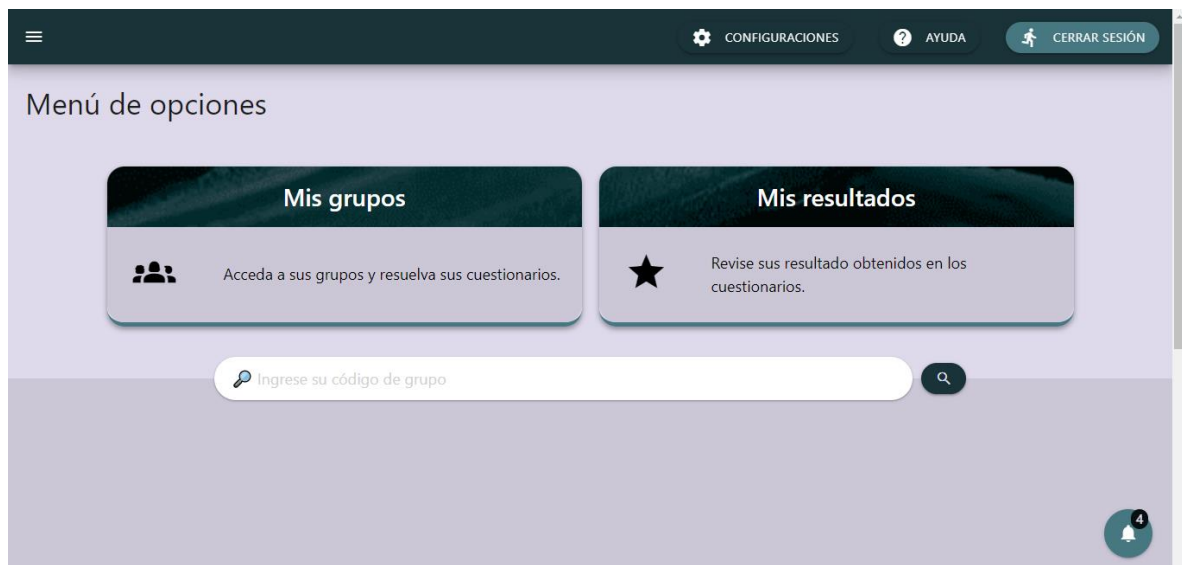 CONFIGURACIONES
AYUDA
CERRAR SESIÓN
Menú de opciones
Mis grupos
Acceda a sus grupos y resuelva sus cuestionarios.
Mis resultados
Revise sus resultado obtenidos en los
cuestionarios.
Ingrese su código de grupo
4